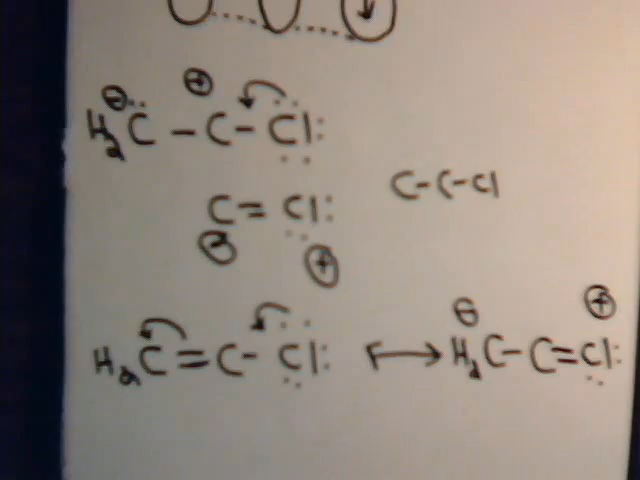 ⊖ ⊕
H₂C̈ – C – Cl:
C = Cl: C-C-Cl
⊖ ⊕
⊖ ⊕
H₂C = C - Cl: ⟷ H₂C - C = Cl: